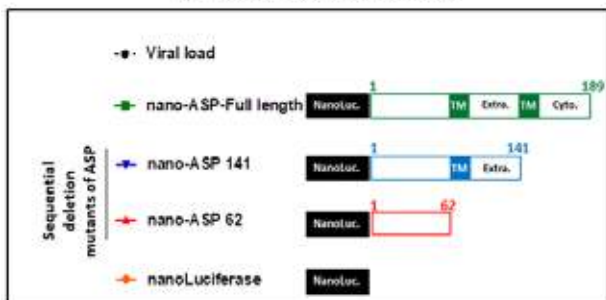 Viral load
1 189
nano-ASP-Full length NanoLuc. TM Extra. TM Cyto.
1 141
nano-ASP 141 NanoLuc. TM Extra.
Sequential deletion mutants of ASP
1 62
nano-ASP 62 NanoLuc.
nanoLuciferase NanoLuc.